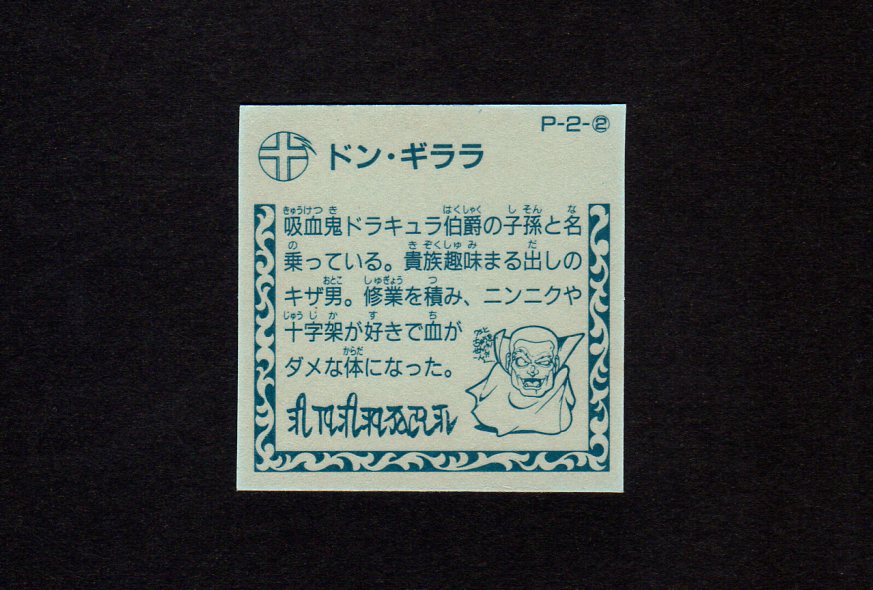 P-2-②
ドン・ギララ
吸血鬼ドラキュラ伯爵の子孫と名
乗っている。貴族趣味まる出しの
キザ男。修業を積み、ニンニクや
十字架が好きで血が
ダメな体になった。